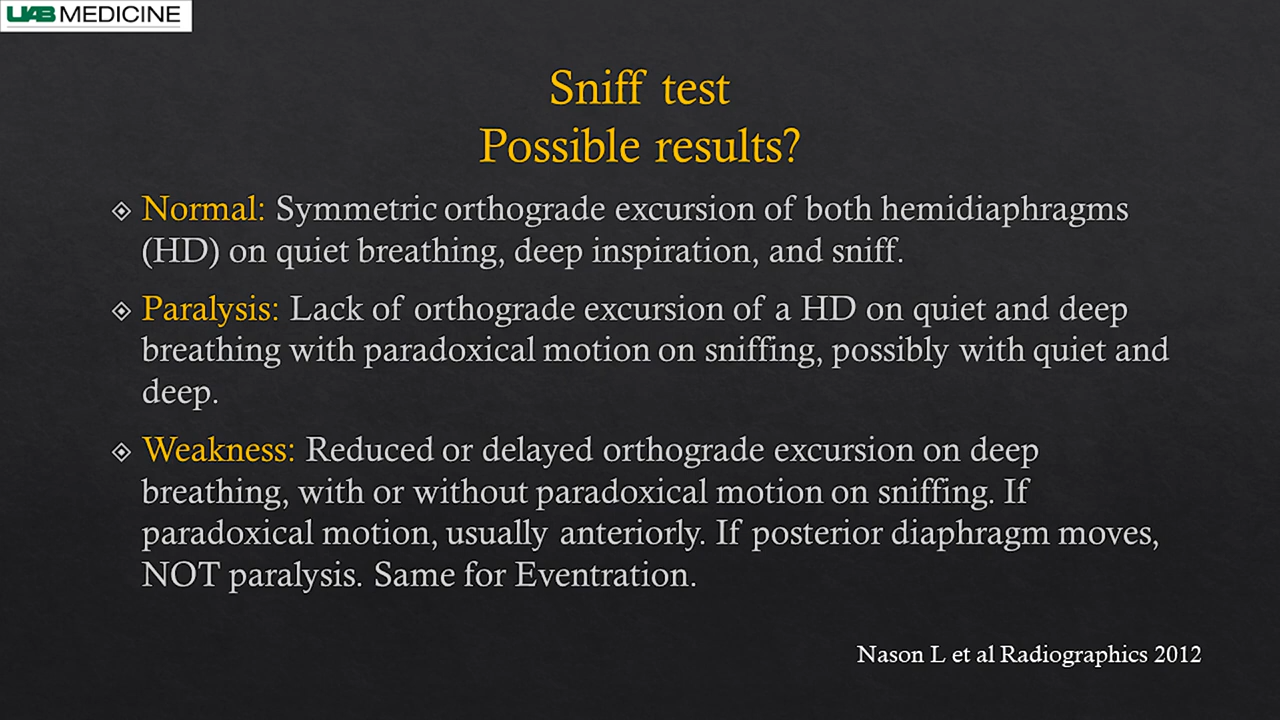 UAB MEDICINE
Sniff test
Possible results?
Normal: Symmetric orthograde excursion of both hemidiaphragms
(HD) on quiet breathing, deep inspiration, and sniff.
Paralysis: Lack of orthograde excursion of a HD on quiet and deep
breathing with paradoxical motion on sniffing, possibly with quiet and
deep.
Weakness: Reduced or delayed orthograde excursion on deep
breathing, with or without paradoxical motion on sniffing. If
paradoxical motion, usually anteriorly. If posterior diaphragm moves,
NOT paralysis. Same for Eventration.
Nason L et al Radiographics 2012